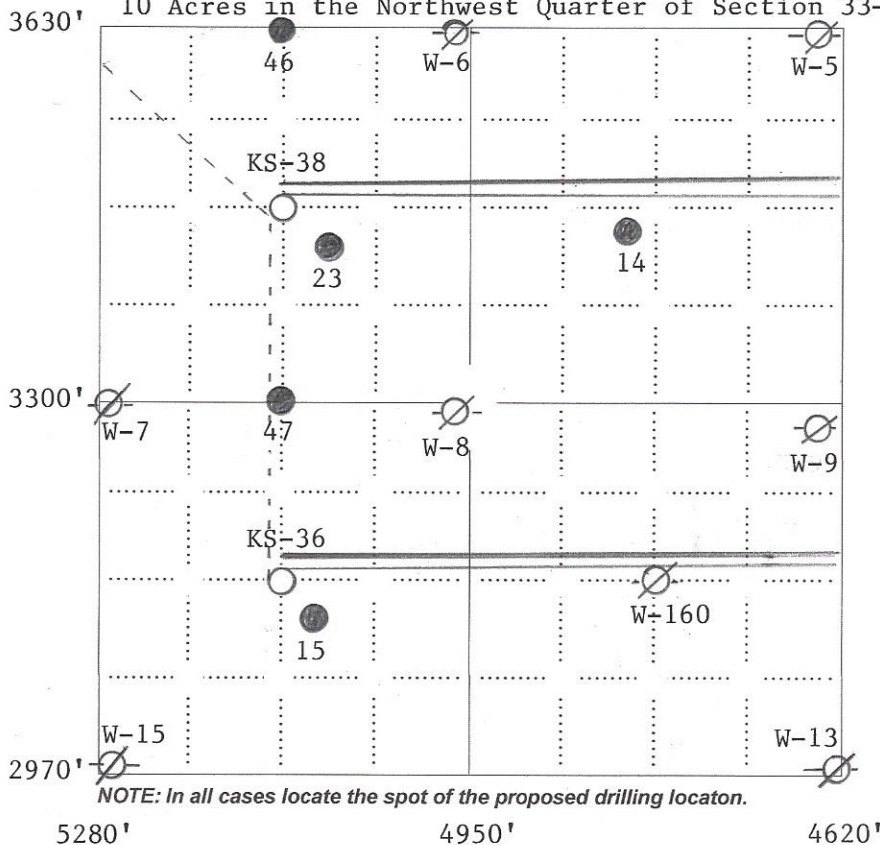 10 Acres in the Northwest Quarter of Section 33-
3630'
46
W-6
W-5
KS-38
23
14
3300'
W-7
47
W-8
W-9
KS-36
W-160
15
W-15
W-13
2970'
NOTE: In all cases locate the spot of the proposed drilling locaton.
5280'
4950'
4620'